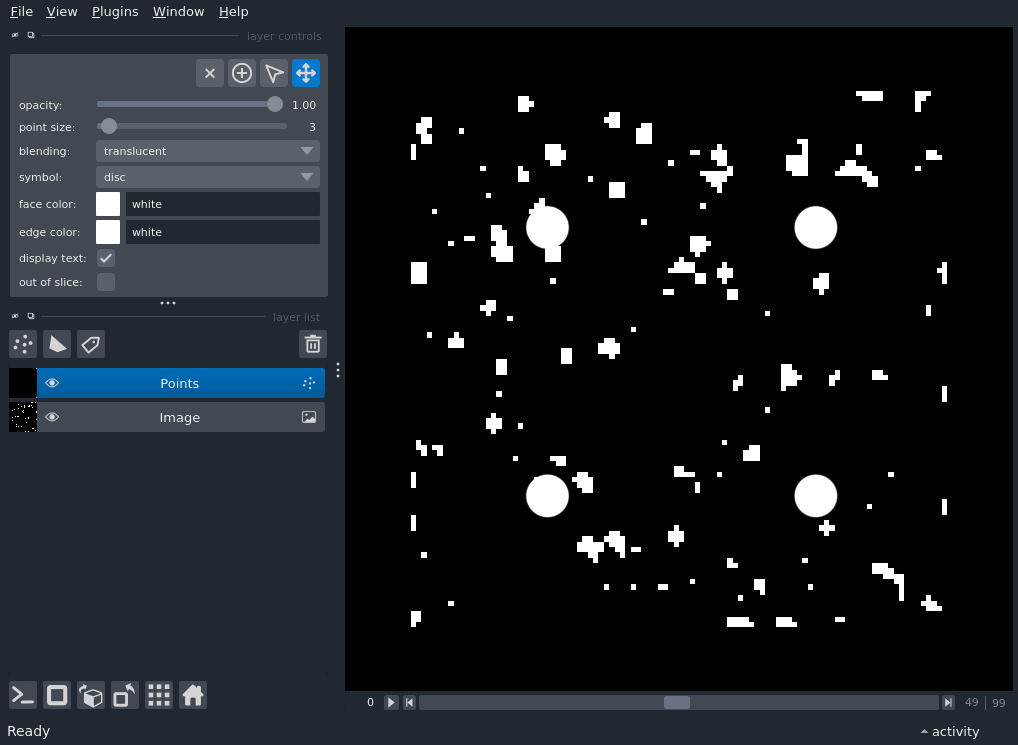 File View Plugins Window Help
layer controls
opacity: 1.00
point size: 3
blending: translucent
symbol: disc
face color: white
edge color: white
display text:
out of slice:
layer list
Points
Image
0 49 99
Ready activity